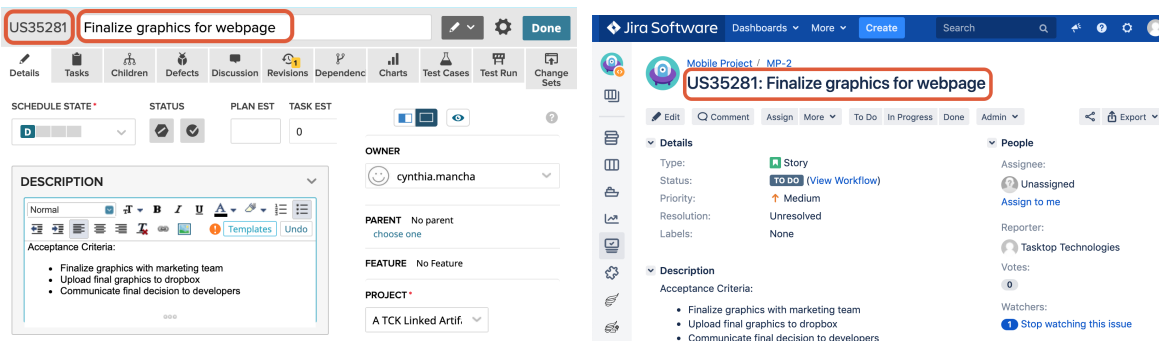 US35281 Finalize graphics for webpage Done
Details Tasks Children Defects Discussion Revisions Dependenc Charts Test Cases Test Run Change Sets
1
SCHEDULE STATE* STATUS PLAN EST TASK EST
D 0
DESCRIPTION
Normal T B I U A
Templates Undo
Acceptance Criteria:
• Finalize graphics with marketing team
• Upload final graphics to dropbox
• Communicate final decision to developers
OWNER
cynthia.mancha
PARENT No parent
choose one
FEATURE No Feature
PROJECT*
A TCK Linked Artif
Jira Software Dashboards More Create Search
Mobile Project / MP-2
US35281: Finalize graphics for webpage
Edit Comment Assign More To Do In Progress Done Admin Export
Details
Type: Story
Status: TO DO (View Workflow)
Priority: Medium
Resolution: Unresolved
Labels: None
Description
Acceptance Criteria:
• Finalize graphics with marketing team
• Upload final graphics to dropbox
• Communicate final decision to developers
People
Assignee:
Unassigned
Assign to me
Reporter:
Tasktop Technologies
Votes:
0
Watchers:
1 Stop watching this issue